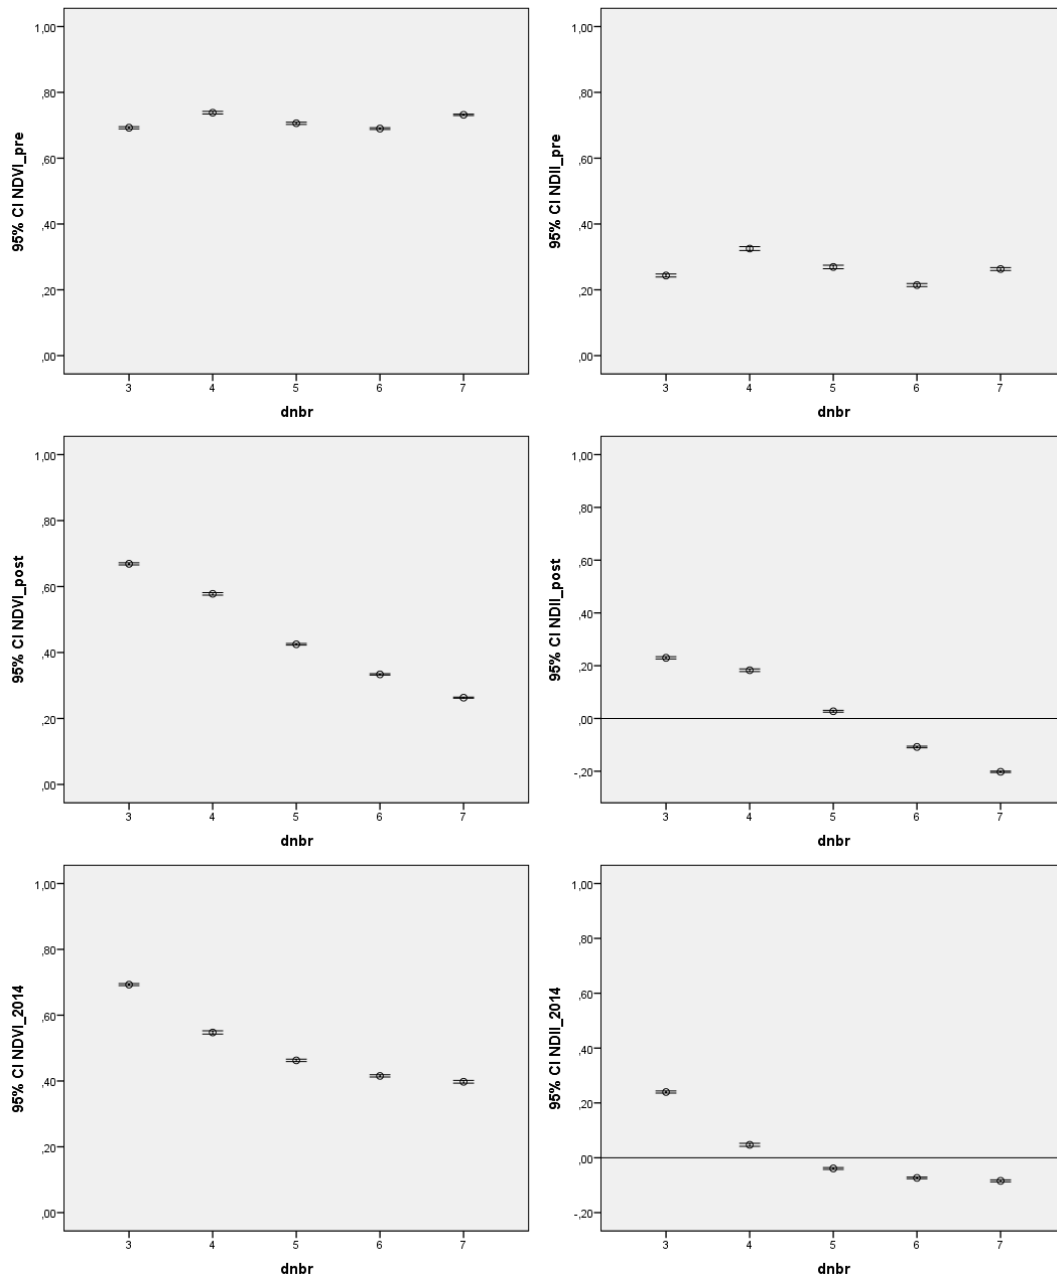 95% CI NDVI_pre
1,00
,80
,60
,40
,20
,00
3 4 5 6 7
dnbr
95% CI NDII_pre
1,00
,80
,60
,40
,20
,00
3 4 5 6 7
dnbr
95% CI NDVI_post
1,00
,80
,60
,40
,20
,00
3 4 5 6 7
dnbr
95% CI NDII_post
1,00
,80
,60
,40
,20
,00
-,20
3 4 5 6 7
dnbr
95% CI NDVI_2014
1,00
,80
,60
,40
,20
,00
3 4 5 6 7
dnbr
95% CI NDII_2014
1,00
,80
,60
,40
,20
,00
-,20
3 4 5 6 7
dnbr